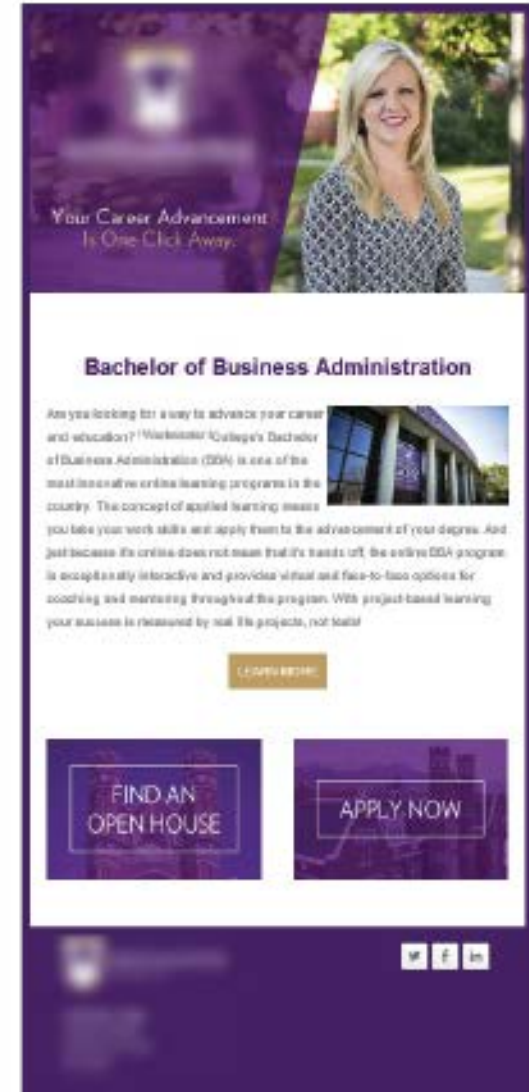 Your Career Advancement
Is One Click Away.
Bachelor of Business Administration
Are you looking for a way to advance your career
and education? College's Bachelor
of Business Administration (BBA) is one of the
most innovative online learning programs in the
country. The concept of applied learning means
you take your work skills and apply them to the advancement of your degree. And
just because it's online does not mean that it's hands off, the online BBA program
is exceptionally interactive and provides virtual and face-to-face options for
coaching and mentoring throughout the program. With project-based learning
your success is measured by real life projects, not tests!
LEARN MORE
FIND AN
OPEN HOUSE
APPLY NOW